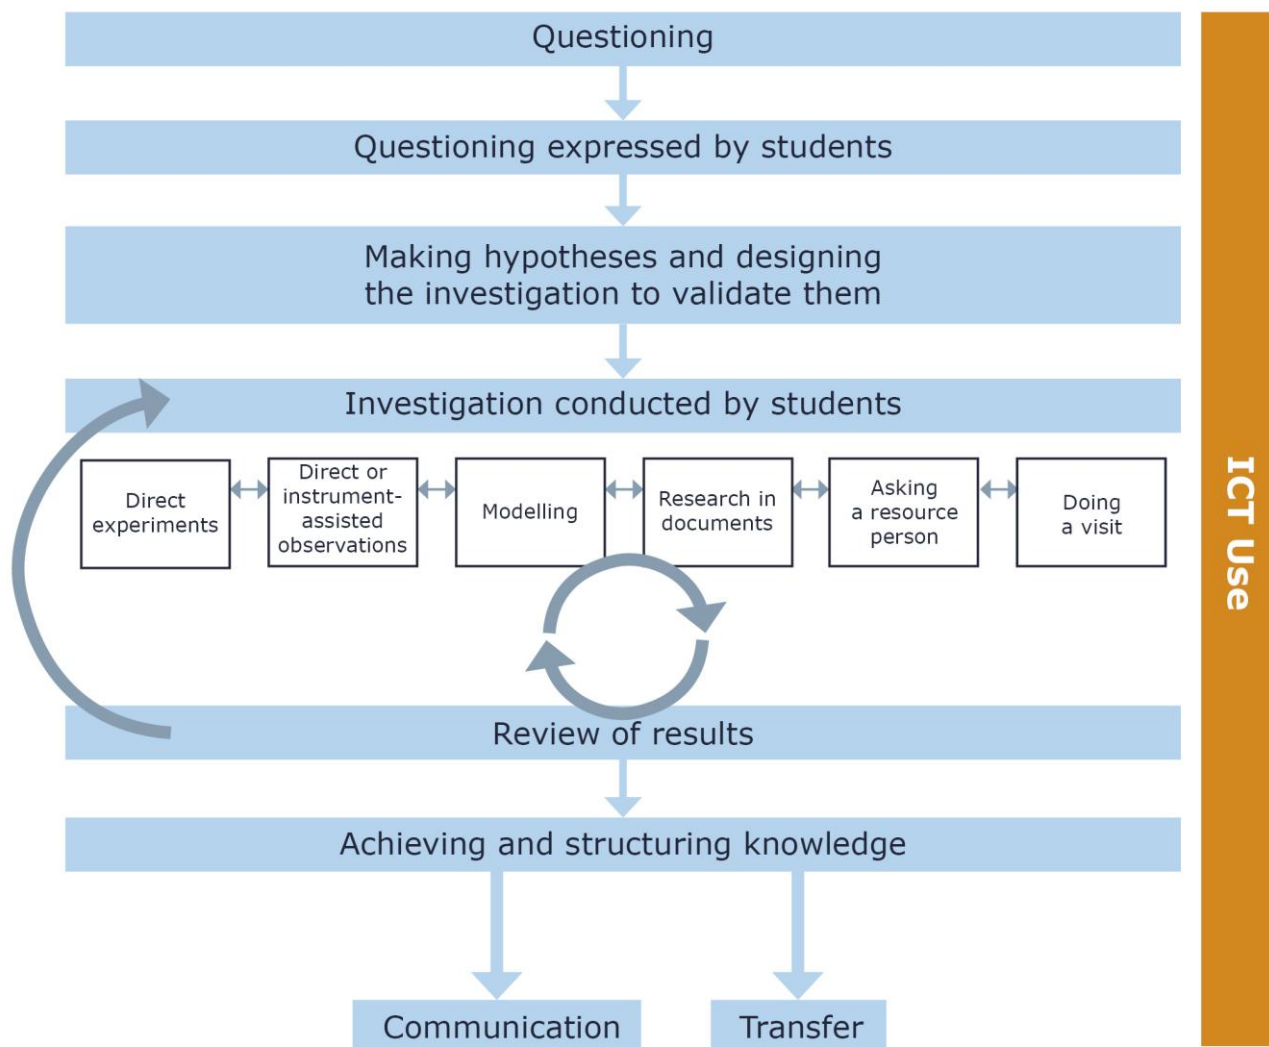 Questioning
Questioning expressed by students
Making hypotheses and designing
the investigation to validate them
Investigation conducted by students
Direct
experiments
Direct or
instrument-
assisted
observations
Modelling
Research in
documents
Asking
a resource
person
Doing
a visit
Review of results
Achieving and structuring knowledge
Communication
Transfer
ICT Use